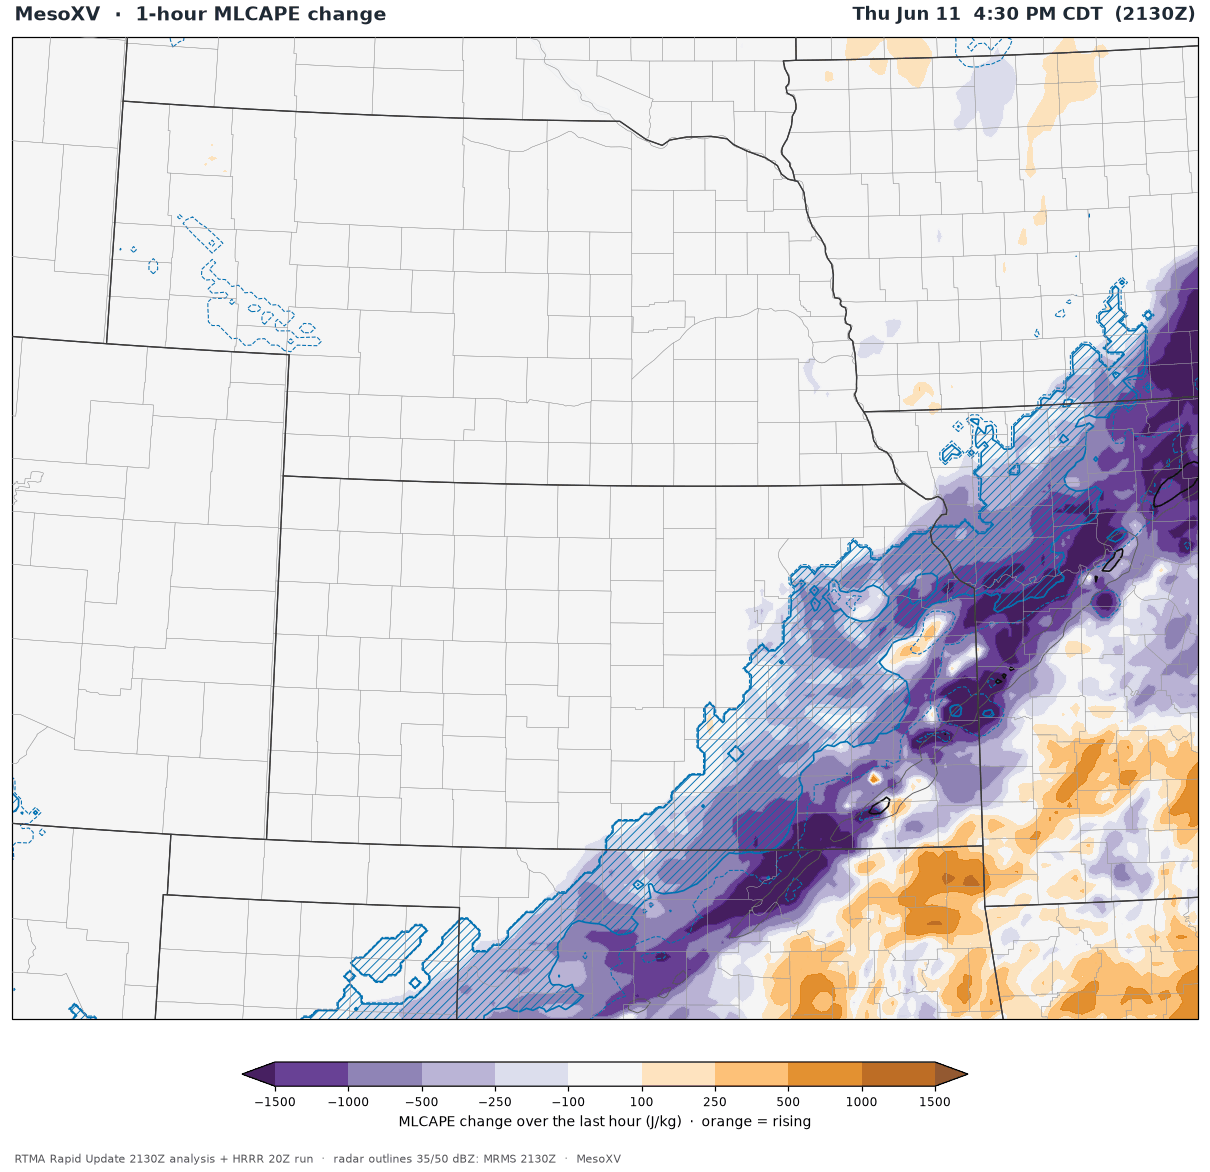 MesoXV · 1-hour MLCAPE change
Thu Jun 11 4:30 PM CDT (2130Z)
−1500 −1000 −500 −250 −100 100 250 500 1000 1500
MLCAPE change over the last hour (J/kg) · orange = rising
RTMA Rapid Update 2130Z analysis + HRRR 20Z run · radar outlines 35/50 dBZ: MRMS 2130Z · MesoXV